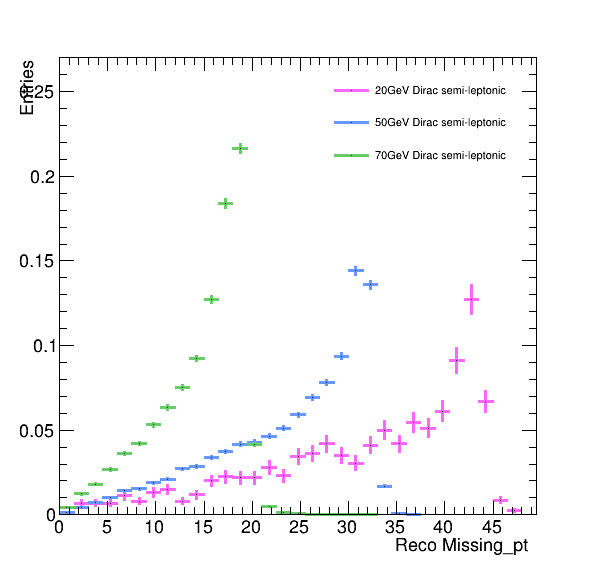 Entries
0.25
0.2
0.15
0.1
0.05
0
20GeV Dirac semi-leptonic
50GeV Dirac semi-leptonic
70GeV Dirac semi-leptonic
0 5 10 15 20 25 30 35 40 45
Reco Missing_pt